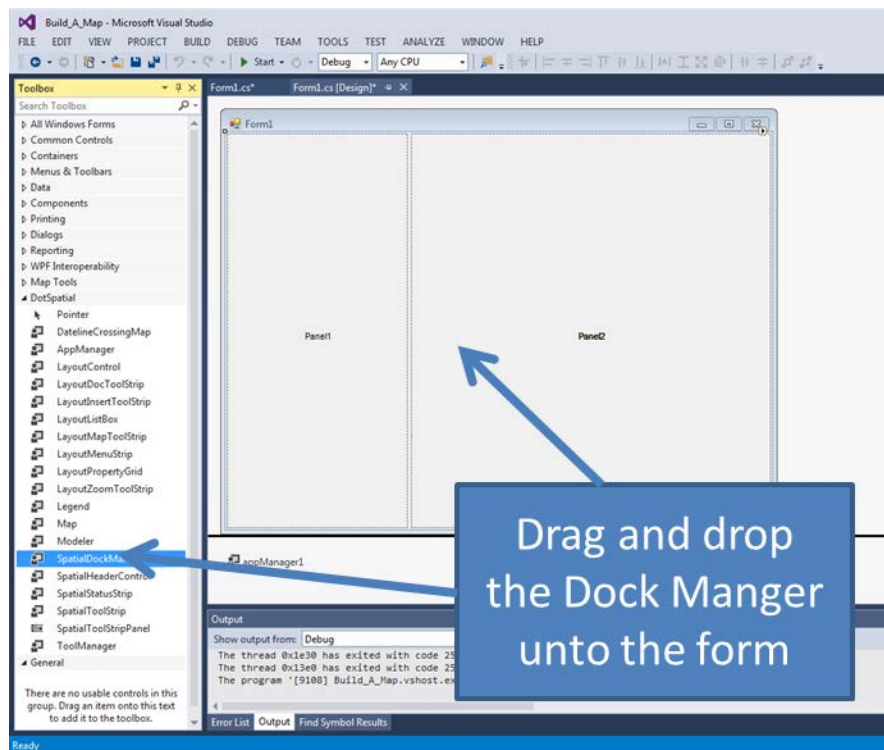 Build_A_Map - Microsoft Visual Studio
FILE EDIT VIEW PROJECT BUILD DEBUG TEAM TOOLS TEST ANALYZE WINDOW HELP
Start Debug Any CPU
Toolbox
Form1.cs* Form1.cs [Design]*
Search Toolbox
All Windows Forms
Common Controls
Containers
Menus & Toolbars
Data
Components
Printing
Dialogs
Reporting
WPF Interoperability
Map Tools
DotSpatial
Pointer
DatelineCrossingMap
AppManager
LayoutControl
LayoutDocToolStrip
LayoutInsertToolStrip
LayoutListBox
LayoutMapToolStrip
LayoutMenuStrip
LayoutPropertyGrid
LayoutZoomToolStrip
Legend
Map
Modeler
SpatialDockMa
SpatialHeaderContro
SpatialStatusStrip
SpatialToolStrip
SpatialToolStripPanel
ToolManager
General
There are no usable controls in this
group. Drag an item onto this text
to add it to the toolbox.
Form1
Panel1
Panel2
appManager1
Drag and drop
the Dock Manger
unto the form
Output
Show output from: Debug
The thread 0x1e30 has exited with code 25
The thread 0x13e0 has exited with code 25
The program '[9108] Build_A_Map.vshost.ex
Error List Output Find Symbol Results
Ready